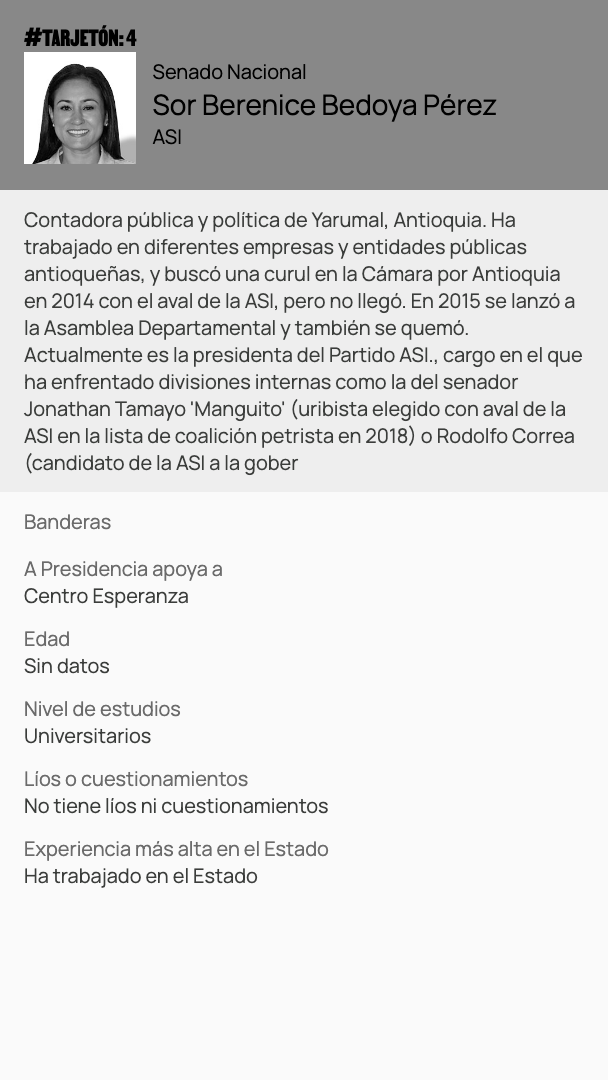 #TARJETÓN: 4
Senado Nacional
Sor Berenice Bedoya Pérez
ASI
Contadora pública y política de Yarumal, Antioquia. Ha
trabajado en diferentes empresas y entidades públicas
antioqueñas, y buscó una curul en la Cámara por Antioquia
en 2014 con el aval de la ASI, pero no llegó. En 2015 se lanzó a
la Asamblea Departamental y también se quemó.
Actualmente es la presidenta del Partido ASI., cargo en el que
ha enfrentado divisiones internas como la del senador
Jonathan Tamayo 'Manguito' (uribista elegido con aval de la
ASI en la lista de coalición petrista en 2018) o Rodolfo Correa
(candidato de la ASI a la gober
Banderas
A Presidencia apoya a
Centro Esperanza
Edad
Sin datos
Nivel de estudios
Universitarios
Líos o cuestionamientos
No tiene líos ni cuestionamientos
Experiencia más alta en el Estado
Ha trabajado en el Estado